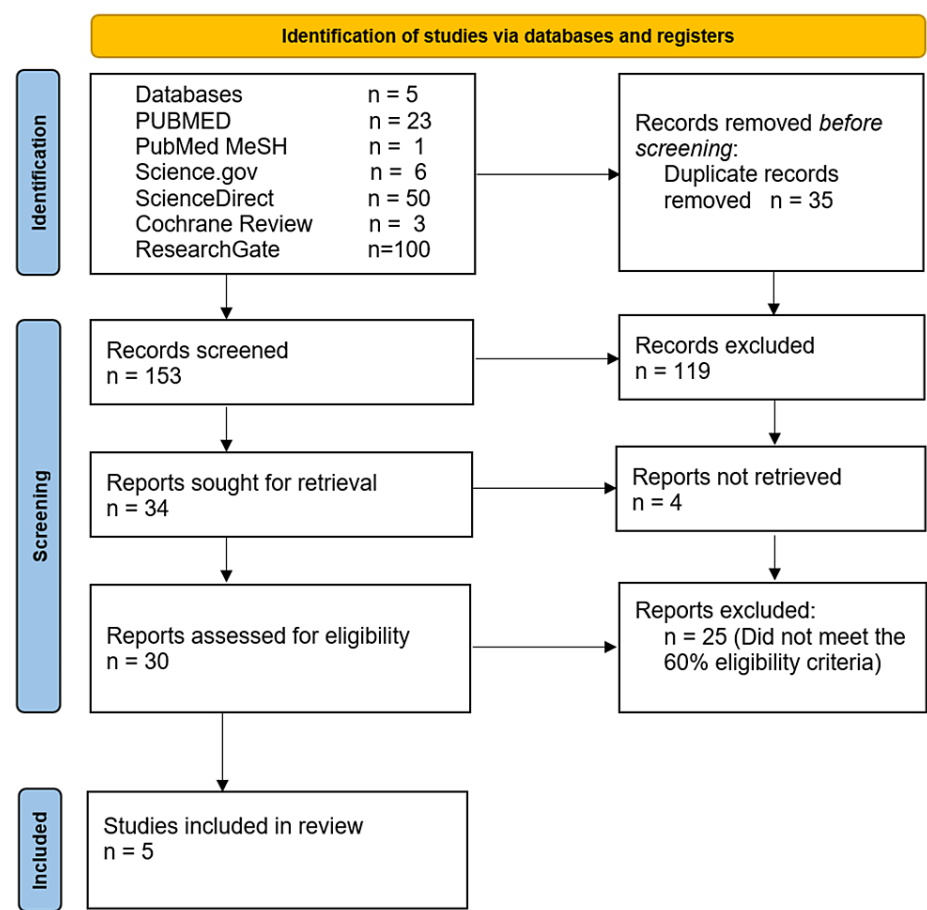 Identification of studies via databases and registers
Identification
Databases n = 5
PUBMED n = 23
PubMed MeSH n = 1
Science.gov n = 6
ScienceDirect n = 50
Cochrane Review n = 3
ResearchGate n=100
Records removed before
screening:
Duplicate records
removed n = 35
Screening
Records screened
n = 153
Records excluded
n = 119
Reports sought for retrieval
n = 34
Reports not retrieved
n = 4
Reports assessed for eligibility
n = 30
Reports excluded:
n = 25 (Did not meet the
60% eligibility criteria)
Included
Studies included in review
n = 5